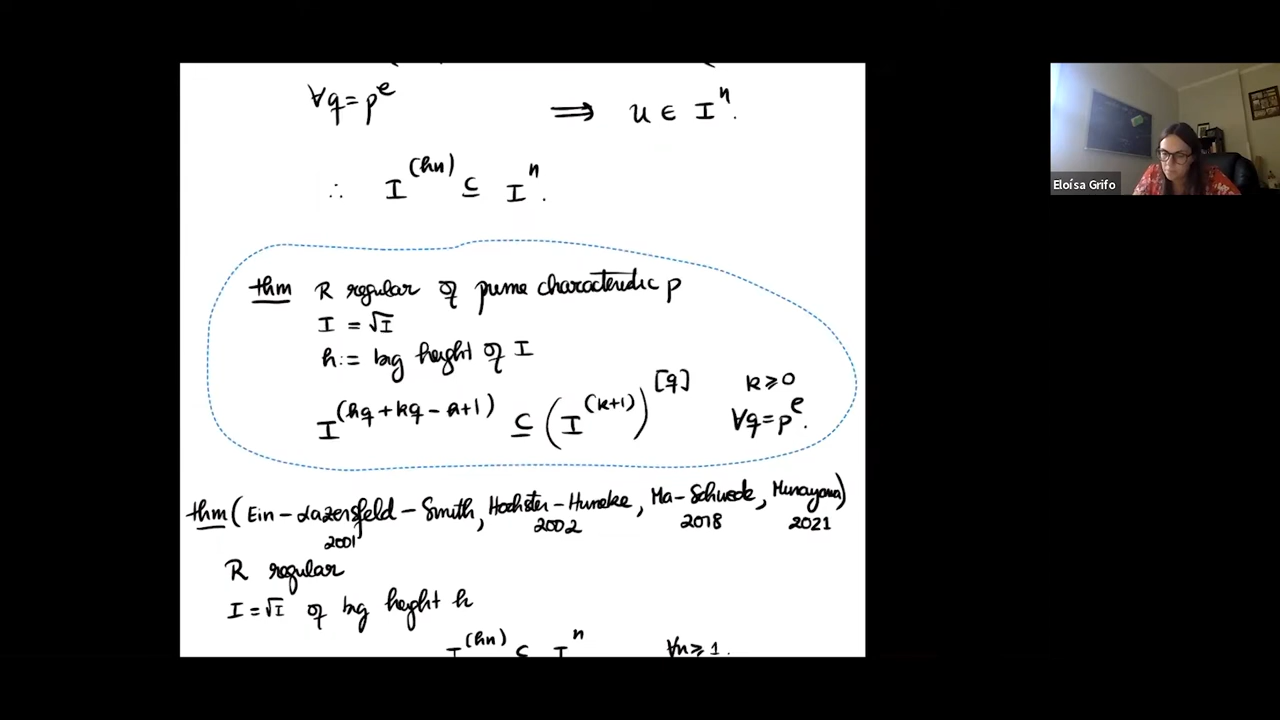 ∀q = p^e ⟹ u ∈ I^n.
∴ I^(hn) ⊆ I^n.
thm R regular of prime characteristic p
I = √I
h := big height of I
I^(hq + kq - h + 1) ⊆ (I^(k+1))^[q] k ≥ 0
∀q = p^e.
thm (Ein - Lazersfeld - Smith, Hochster - Huneke, Ma - Schwede, Murayama)
2001 2002 2018 2021
R regular
I = √I of big height h
I^(hn) ⊆ I^n ∀n ≥ 1.
Eloísa Grifo